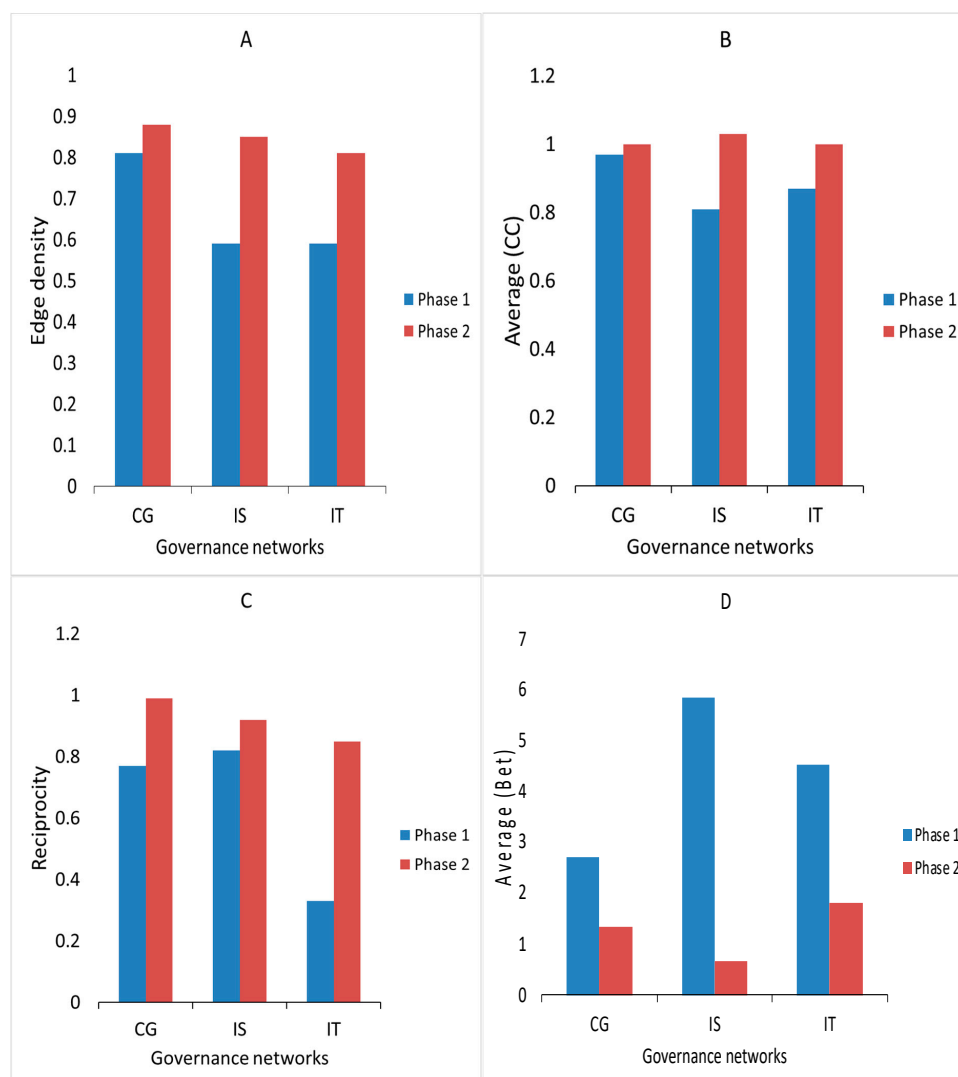 A
1
0.9
0.8
0.7
0.6
0.5
0.4
0.3
0.2
0.1
0
Edge density
CG IS IT
Governance networks
Phase 1
Phase 2
B
1.2
1
0.8
0.6
0.4
0.2
0
Average (CC)
CG IS IT
Governance networks
Phase 1
Phase 2
C
1.2
1
0.8
0.6
0.4
0.2
0
Reciprocity
CG IS IT
Governance networks
Phase 1
Phase 2
D
7
6
5
4
3
2
1
0
Average (Bet)
CG IS IT
Governance networks
Phase 1
Phase 2